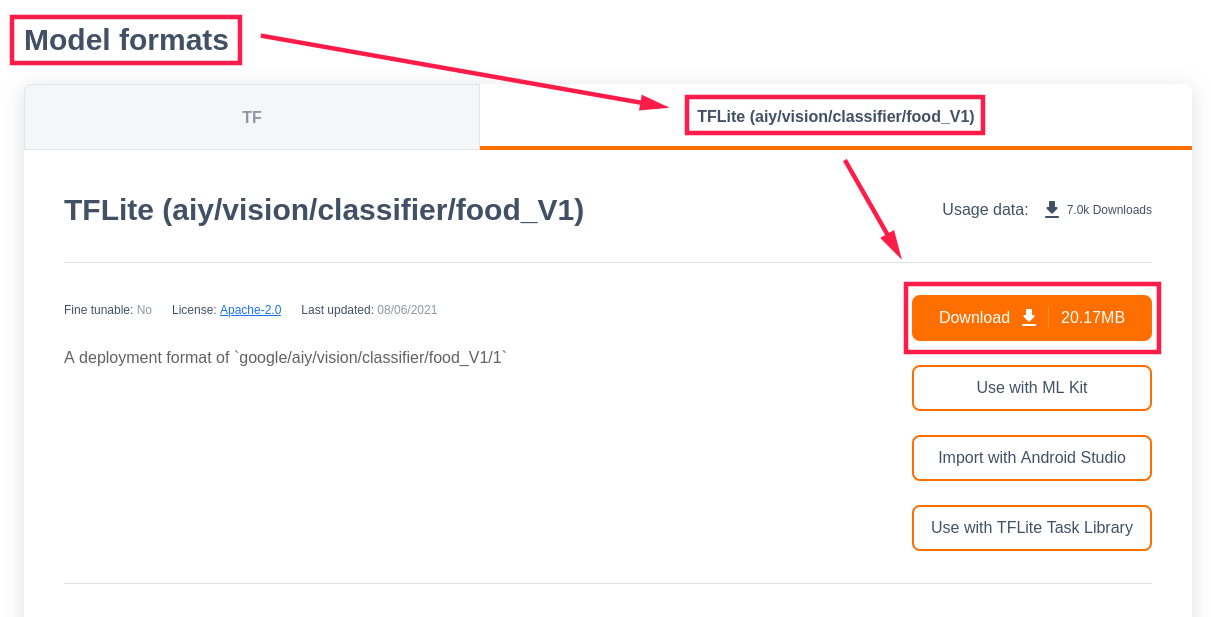 Model formats
TF
TFLite (aiy/vision/classifier/food_V1)
TFLite (aiy/vision/classifier/food_V1)
Usage data: 7.0k Downloads
Fine tunable: No License: Apache-2.0 Last updated: 08/06/2021
Download 20.17MB
A deployment format of `google/aiy/vision/classifier/food_V1/1`
Use with ML Kit
Import with Android Studio
Use with TFLite Task Library